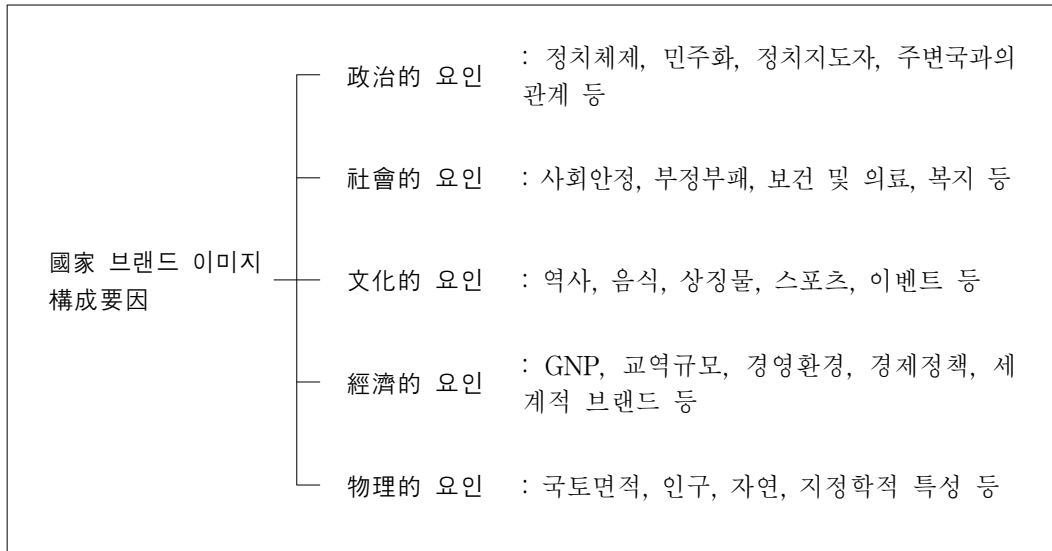 政治的 요인 : 정치체제, 민주화, 정치지도자, 주변국과의
관계 등
社會的 요인 : 사회안정, 부정부패, 보건 및 의료, 복지 등
國家 브랜드 이미지
構成要因
文化的 요인 : 역사, 음식, 상징물, 스포츠, 이벤트 등
經濟的 요인 : GNP, 교역규모, 경영환경, 경제정책, 세
계적 브랜드 등
物理的 요인 : 국토면적, 인구, 자연, 지정학적 특성 등